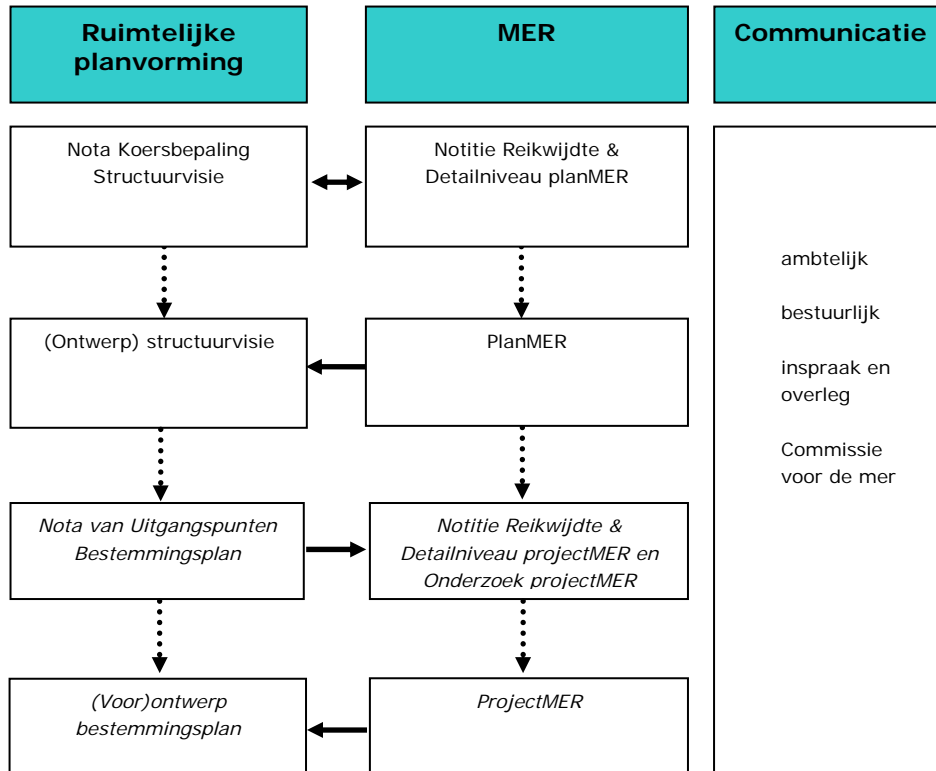 Ruimtelijke
planvorming
MER
Communicatie
Nota Koersbepaling
Structuurvisie
Notitie Reikwijdte &
Detailniveau planMER
(Ontwerp) structuurvisie
PlanMER
Nota van Uitgangspunten
Bestemmingsplan
Notitie Reikwijdte &
Detailniveau projectMER en
Onderzoek projectMER
(Voor)ontwerp
bestemmingsplan
ProjectMER
ambtelijk
bestuurlijk
inspraak en
overleg
Commissie
voor de mer